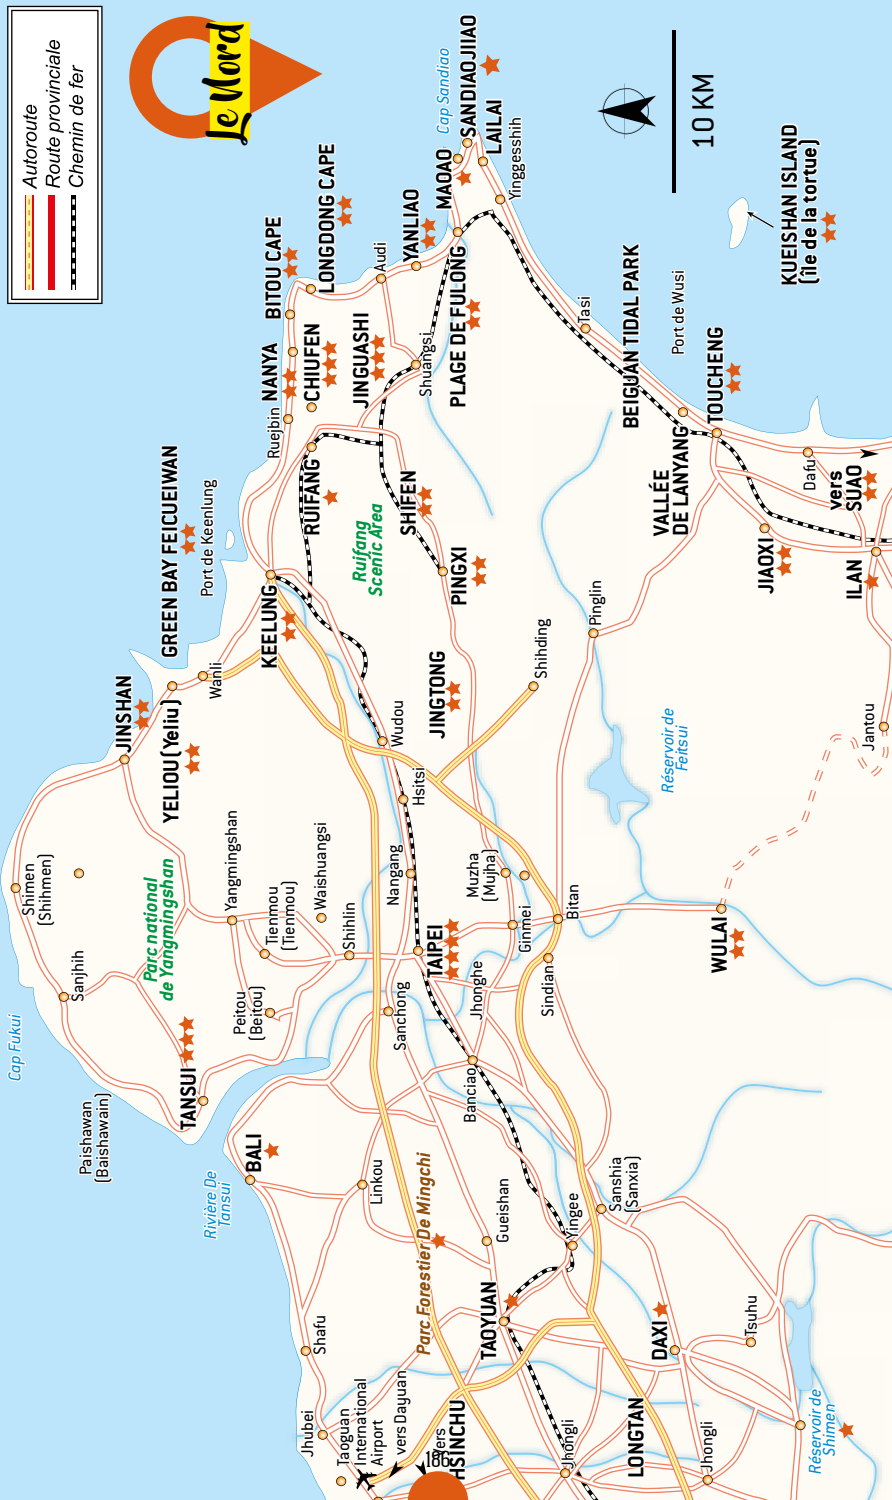 Autoroute
Route provinciale
Chemin de fer
Le Nord
10 KM
Cap Fukui
Shimen
(Shihmen)
Sanjhih
Paishawan
(Baishawain)
JINSHAN
★★
Parc national
de Yangmingshan
YELIOU (Yeliu)
★★
Wanli
GREEN BAY FEICUEIWAN
★★
Port de Keenlung
KEELUNG
★★
Ruejbin
NANYA
★★
BITOU CAPE
★★
LONGDONG CAPE
★★
CHIUFEN
★★★
JINGUASHI
★★★
Audi
YANLIAO
★★
MAOAO
★
Cap Sandiao
SANDIAOJIIAO
★
LAILAI
Yinggesshih
PLAGE DE FULONG
★★
Shuangsi
RUIFANG
★
Ruifang
Scenic Area
SHIFEN
★★
PINGXI
★★
JINGTONG
★★
Shihding
Pinglin
TANSUI
★★★
Yangmingshan
Tienmou
(Tienmou)
Waishuangsi
Peitou
(Beitou)
Shihlin
Nangang
Wudou
Hsitsi
Muzha
(Mujha)
TAIPEI
★★★★
Ginmei
Bitan
Sindian
Jhonghe
Sanchong
Banciao
Rivière De
Tansui
BALI
★
Linkou
Parc Forestier De Mingchi
★
Gueishan
Yingee
Sanshia
(Sanxia)
Shafu
TAOYUAN
★
DAXI
★
Tsuhu
Jhubei
Taoguan
International
Airport
vers Dayuan
vers
HSINCHU
Jhongli
LONGTAN
Jhongli
Réservoir de
Shimen
★
WULAI
★★
Réservoir de
Feitsui
Jantou
VALLÉE
DE LANYANG
BEIGUAN TIDAL PARK
Tasi
Port de Wusi
TOUCHENG
★★
KUEISHAN ISLAND
(île de la tortue)
★★
Dafu
vers
SUAO
★★
JIAOXI
★★
ILAN
★
186